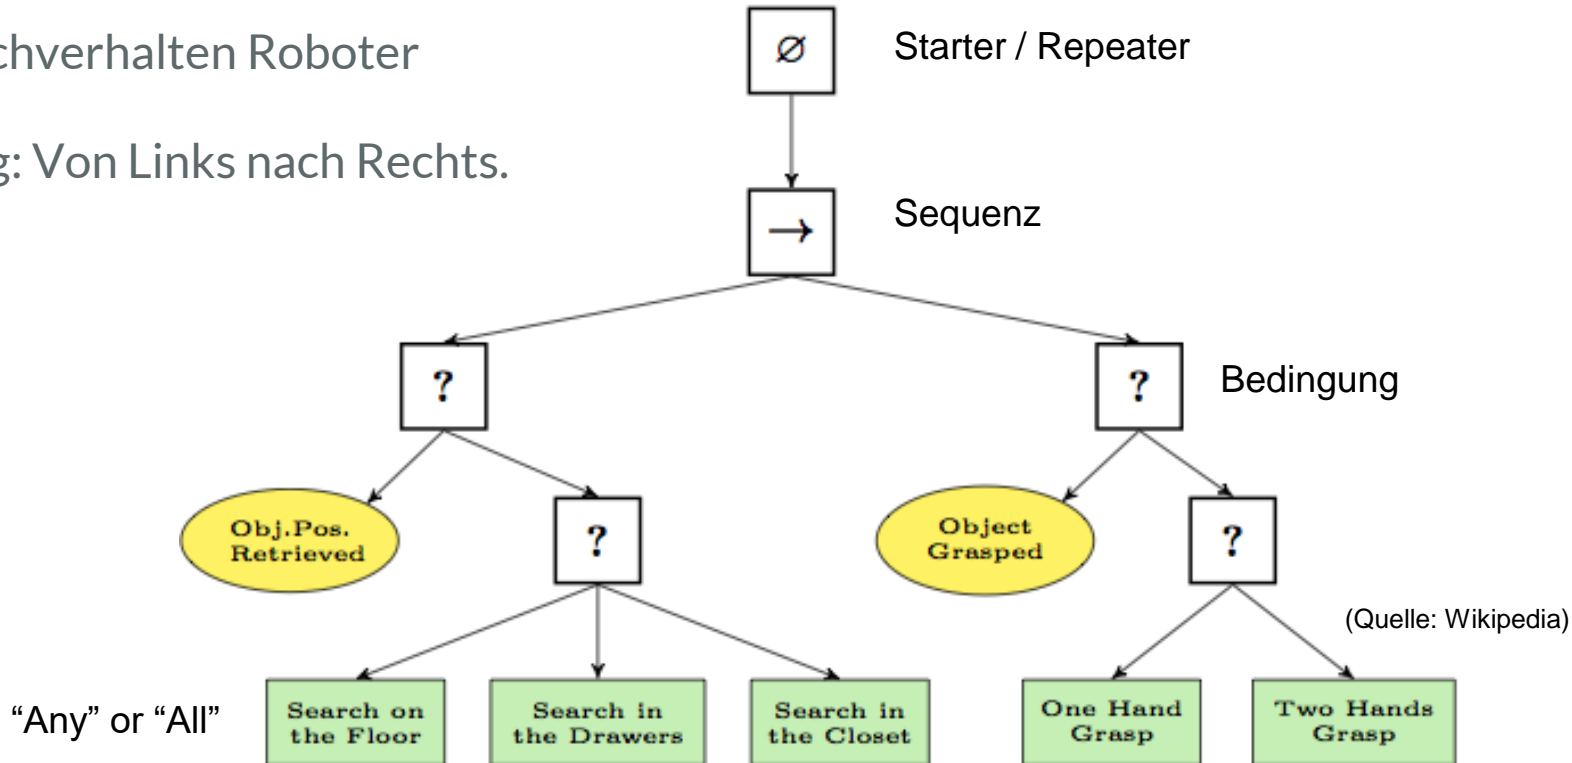 chverhalten Roboter
g: Von Links nach Rechts.
∅
Starter / Repeater
→
Sequenz
?
?
Bedingung
Obj.Pos.
Retrieved
?
Object
Grasped
?
(Quelle: Wikipedia)
“Any” or “All”
Search on
the Floor
Search in
the Drawers
Search in
the Closet
One Hand
Grasp
Two Hands
Grasp